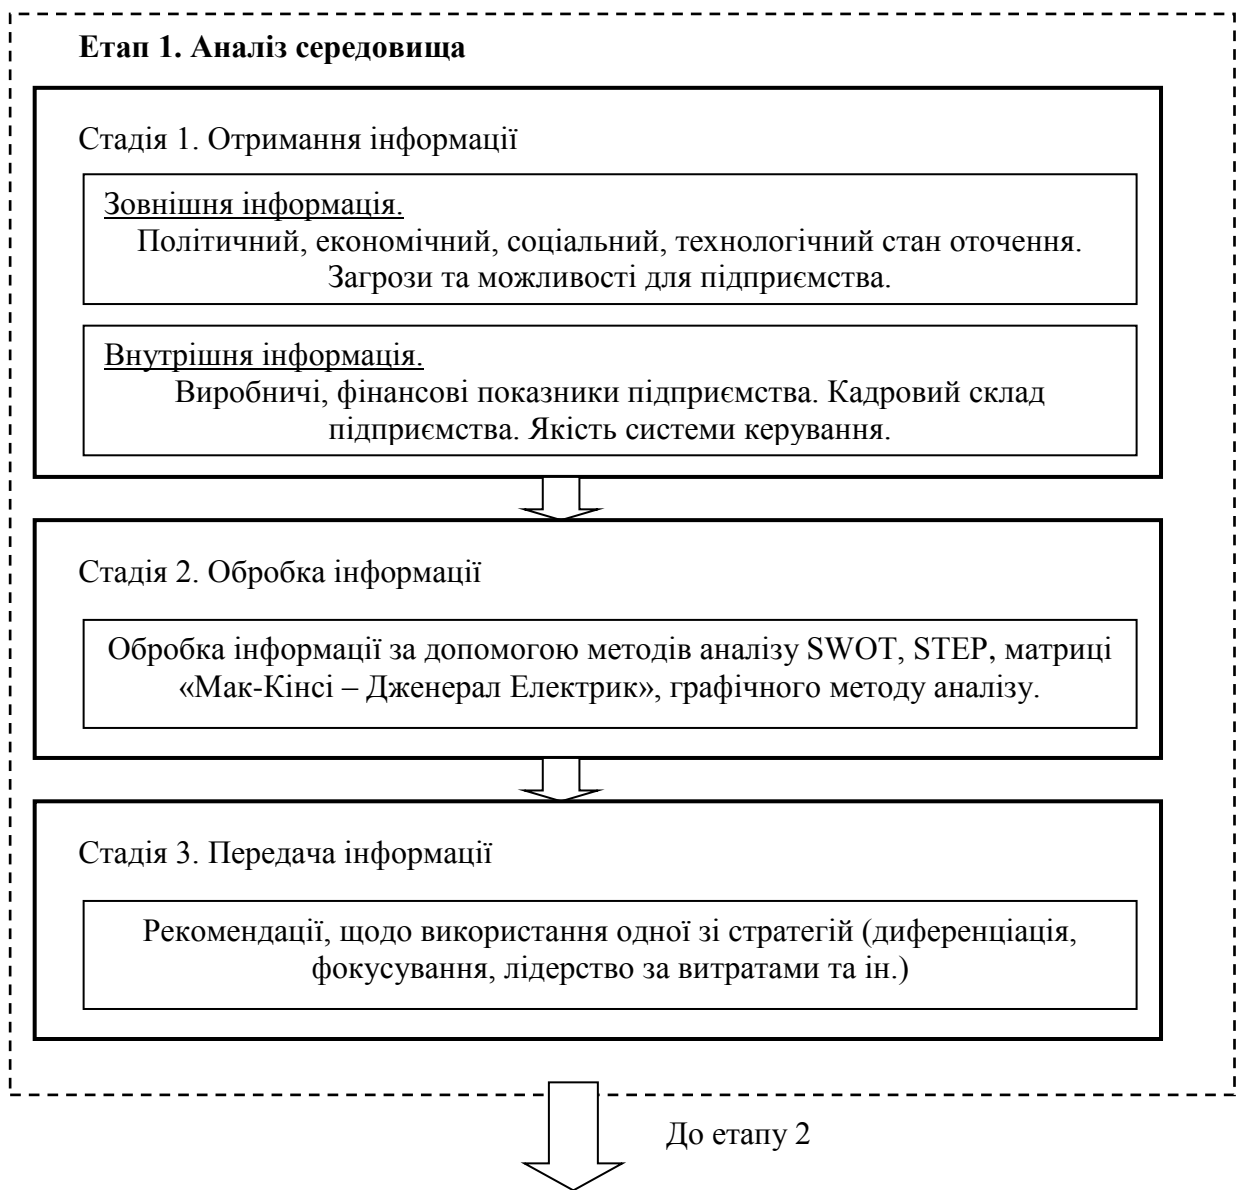 Етап 1. Аналіз середовища
Стадія 1. Отримання інформації
Зовнішня інформація.
Політичний, економічний, соціальний, технологічний стан оточення.
Загрози та можливості для підприємства.
Внутрішня інформація.
Виробничі, фінансові показники підприємства. Кадровий склад
підприємства. Якість системи керування.
Стадія 2. Обробка інформації
Обробка інформації за допомогою методів аналізу SWOT, STEP, матриці
«Мак-Кінсі – Дженерал Електрик», графічного методу аналізу.
Стадія 3. Передача інформації
Рекомендації, щодо використання одної зі стратегій (диференціація,
фокусування, лідерство за витратами та ін.)
До етапу 2